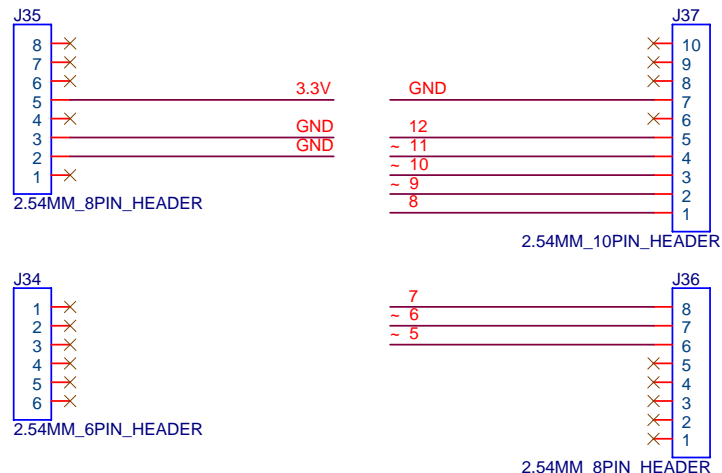 J35
8
7
6
5 3.3V
4
3 GND
2 GND
1
2.54MM_8PIN_HEADER
J37
10
9
8
GND 7
6
12 5
~ 11 4
~ 10 3
~ 9 2
8 1
2.54MM_10PIN_HEADER
J34
1
2
3
4
5
6
2.54MM_6PIN_HEADER
J36
7 8
~ 6 7
~ 5 6
5
4
3
2
1
2.54MM_8PIN_HEADER